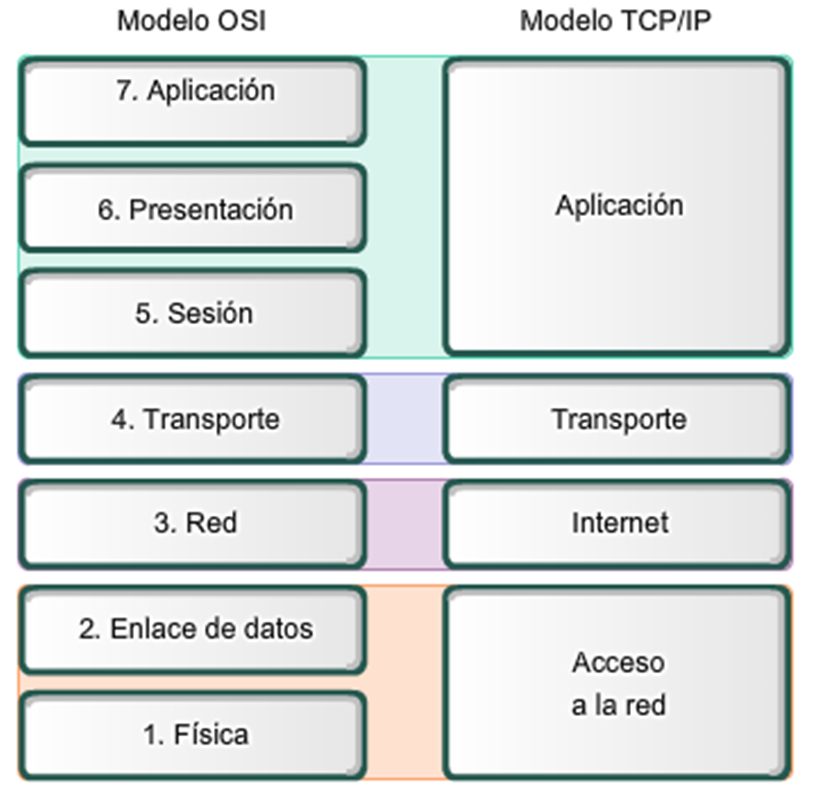 Modelo OSI
Modelo TCP/IP
7. Aplicación
6. Presentación
5. Sesión
Aplicación
4. Transporte
Transporte
3. Red
Internet
2. Enlace de datos
1. Física
Acceso
a la red